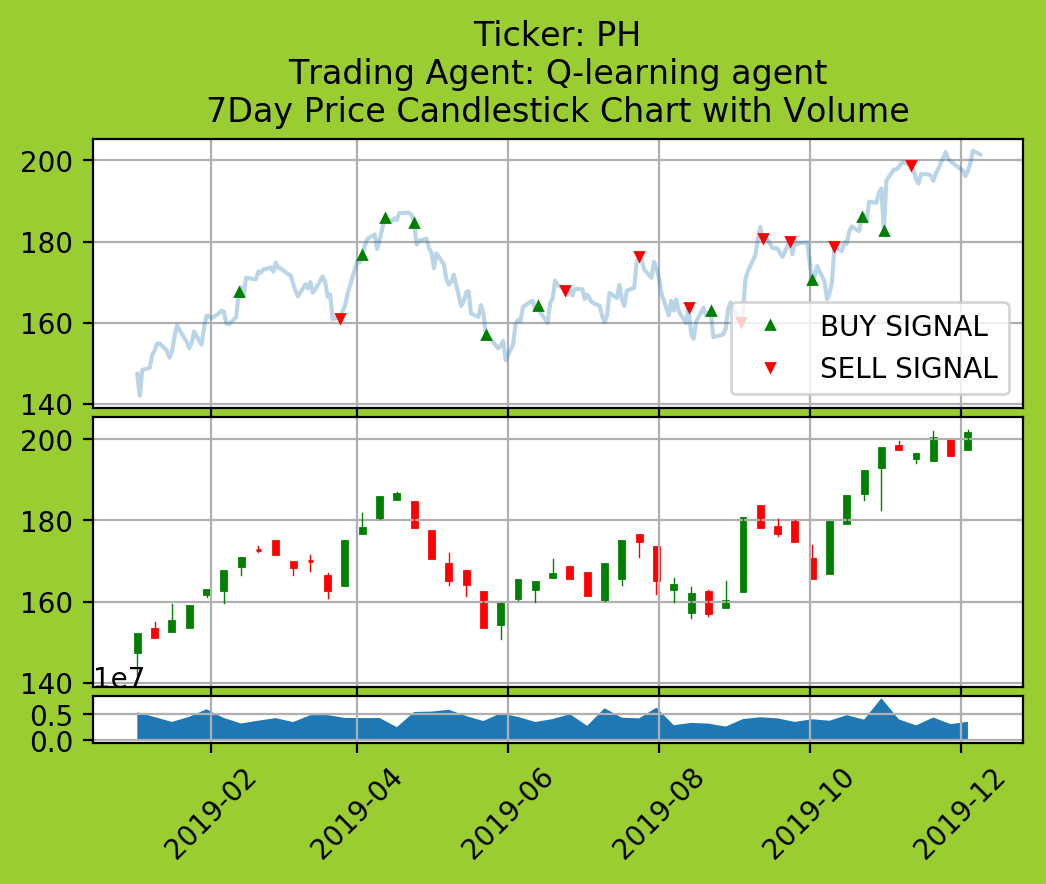 Ticker: PH
Trading Agent: Q-learning agent
7Day Price Candlestick Chart with Volume
200
180
160
140
BUY SIGNAL
SELL SIGNAL
200
180
160
140
1e7
0.5
0.0
2019-02
2019-04
2019-06
2019-08
2019-10
2019-12